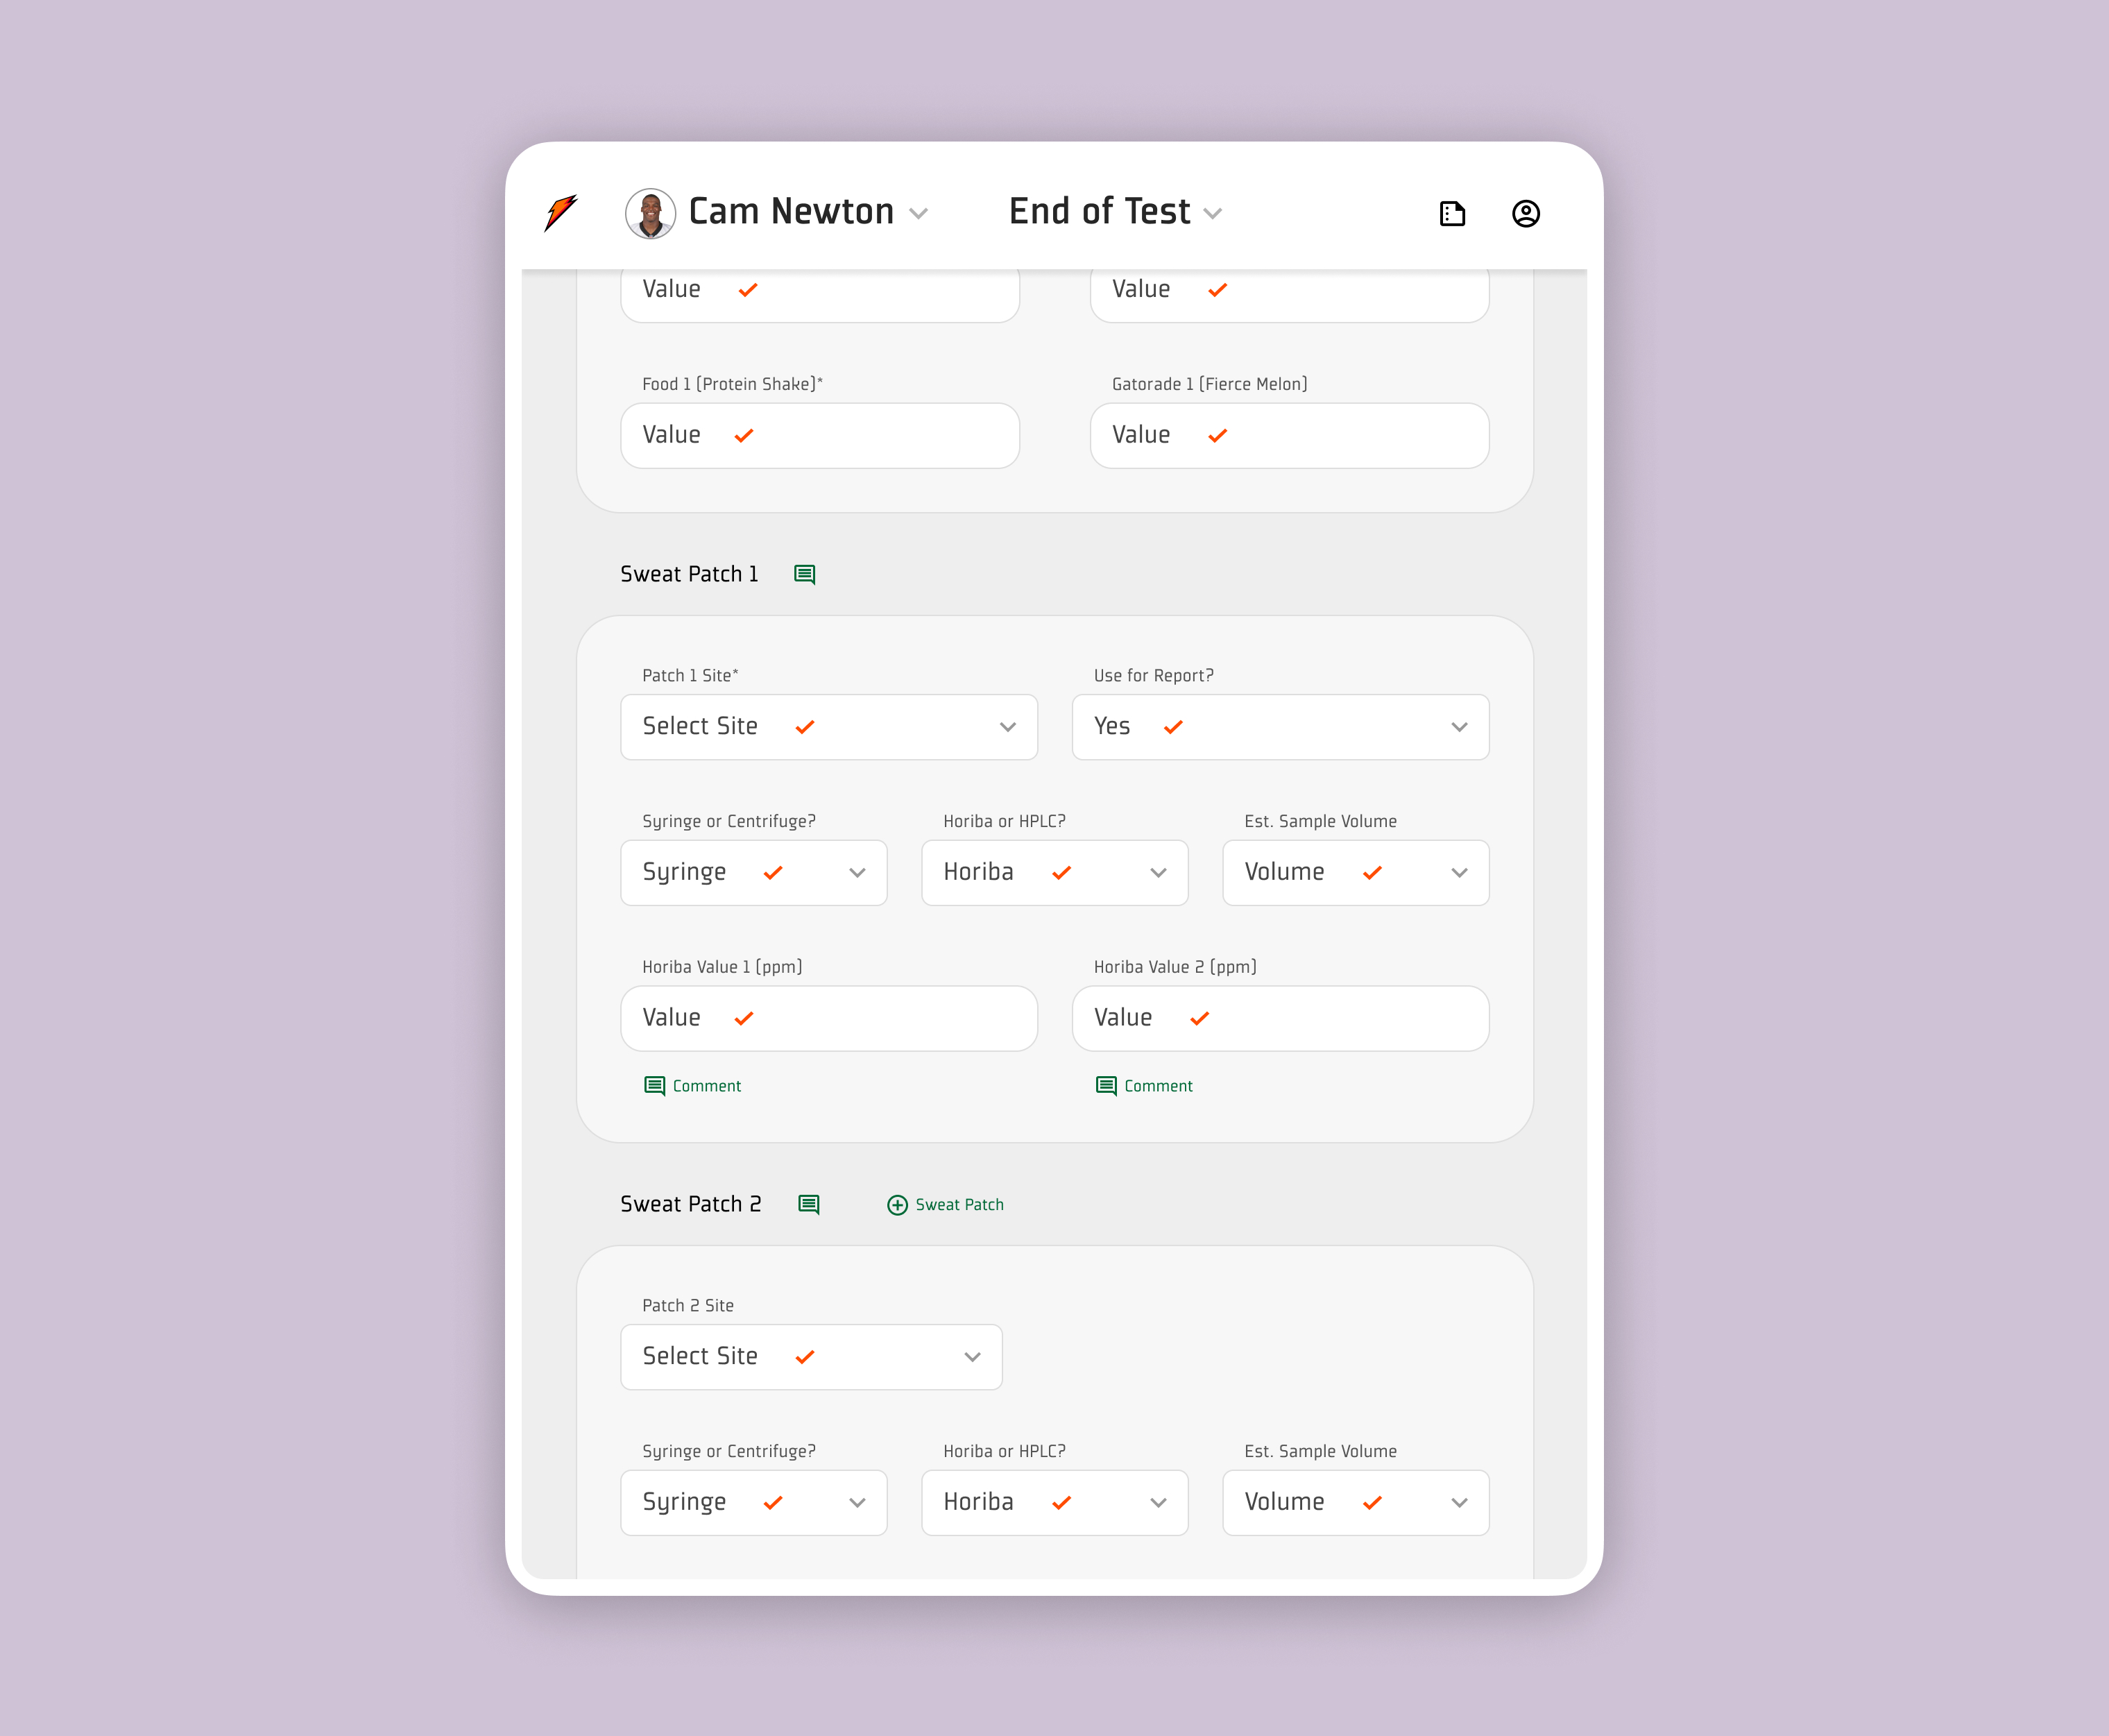 Cam Newton
End of Test
Value
Value
Food 1 (Protein Shake)*
Gatorade 1 (Fierce Melon)
Value
Value
Sweat Patch 1
Patch 1 Site*
Use for Report?
Select Site
Yes
Syringe or Centrifuge?
Horiba or HPLC?
Est. Sample Volume
Syringe
Horiba
Volume
Horiba Value 1 (ppm)
Horiba Value 2 (ppm)
Value
Value
Comment
Comment
Sweat Patch 2
Sweat Patch
Patch 2 Site
Select Site
Syringe or Centrifuge?
Horiba or HPLC?
Est. Sample Volume
Syringe
Horiba
Volume